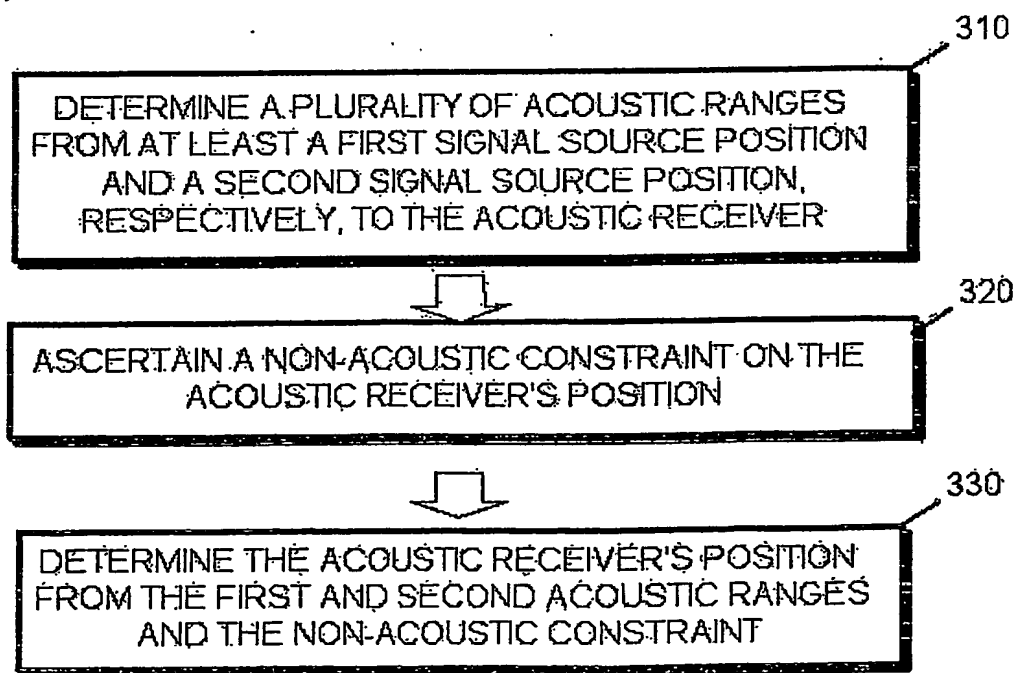 310
DETERMINE A PLURALITY OF ACOUSTIC RANGES
FROM AT LEAST A FIRST SIGNAL SOURCE POSITION
AND A SECOND SIGNAL SOURCE POSITION,
RESPECTIVELY, TO THE ACOUSTIC RECEIVER
320
ASCERTAIN A NON-ACOUSTIC CONSTRAINT ON THE
ACOUSTIC RECEIVER'S POSITION
330
DETERMINE THE ACOUSTIC RECEIVER'S POSITION
FROM THE FIRST AND SECOND ACOUSTIC RANGES
AND THE NON-ACOUSTIC CONSTRAINT